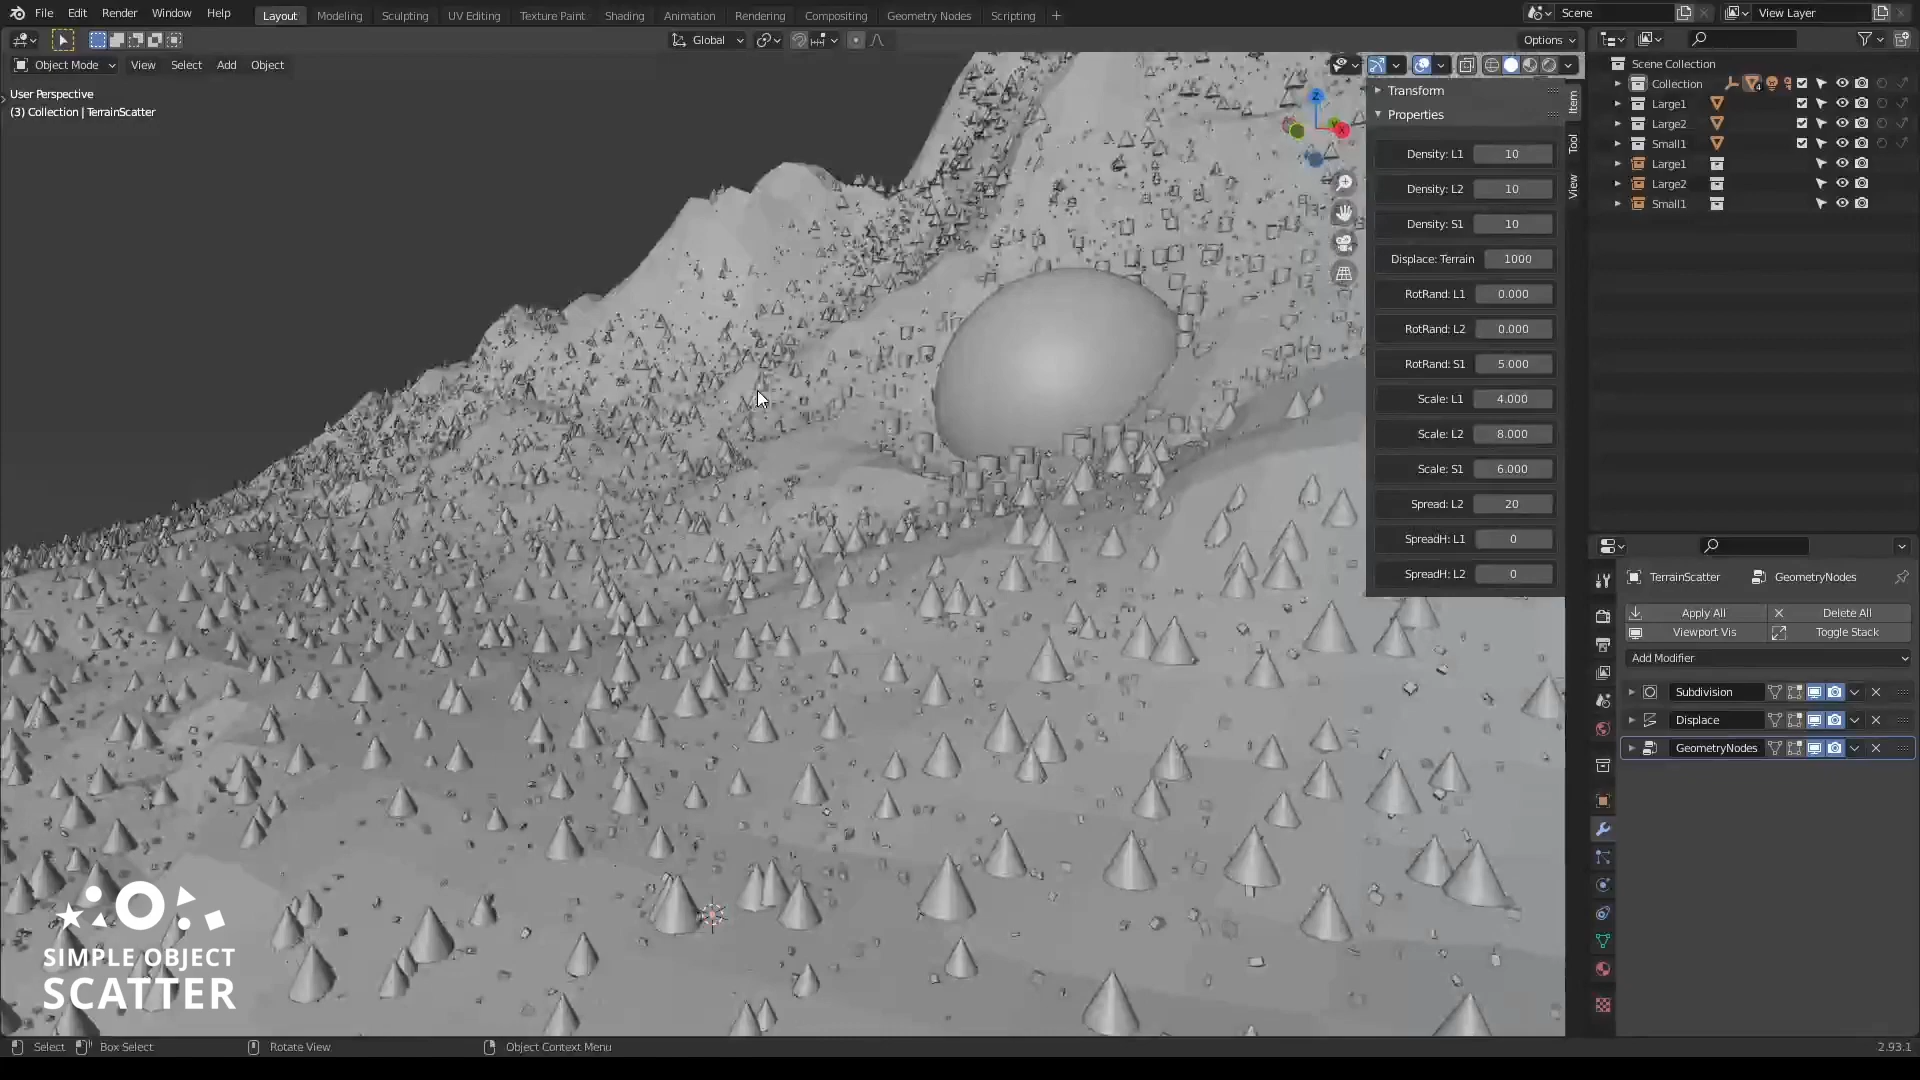 File Edit Render Window Help
Layout Modeling Sculpting UV Editing Texture Paint Shading Animation Rendering Compositing Geometry Nodes Scripting +
Scene
View Layer
Global
Options
Object Mode View Select Add Object
User Perspective
(3) Collection | TerrainScatter
Z
Y
X
Transform
Properties
Density: L1 10
Density: L2 10
Density: S1 10
Displace: Terrain 1000
RotRand: L1 0.000
RotRand: L2 0.000
RotRand: S1 5.000
Scale: L1 4.000
Scale: L2 8.000
Scale: S1 6.000
Spread: L2 20
SpreadH: L1 0
SpreadH: L2 0
Item
Tool
View
Scene Collection
Collection 4
Large1
Large2
Small1
Large1
Large2
Small1
TerrainScatter GeometryNodes
Apply All Delete All
Viewport Vis Toggle Stack
Add Modifier
Subdivision
Displace
GeometryNodes
SIMPLE OBJECT
SCATTER
Select Box Select Rotate View Object Context Menu
2.93.1